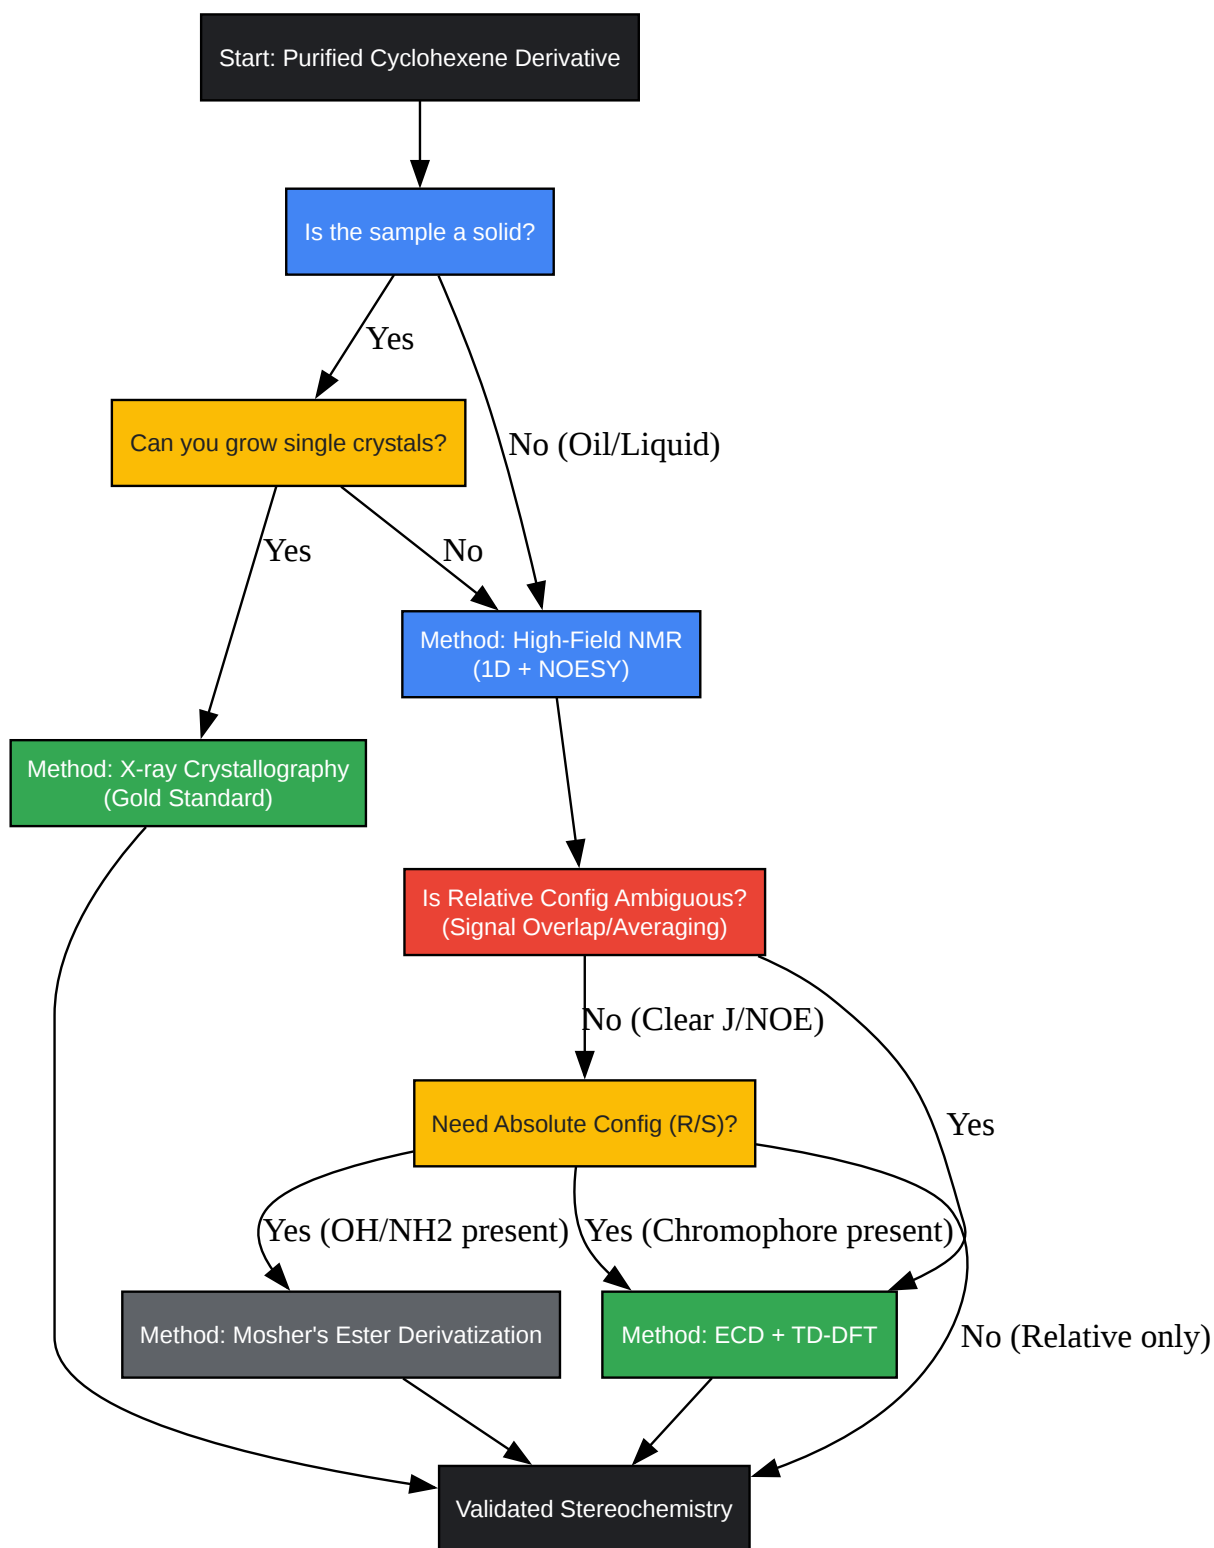 Start: Purified Cyclohexene Derivative
Is the sample a solid?
Yes
Can you grow single crystals?
No (Oil/Liquid)
Yes
No
Method: High-Field NMR
(1D + NOESY)
Method: X-ray Crystallography
(Gold Standard)
Is Relative Config Ambiguous?
(Signal Overlap/Averaging)
No (Clear J/NOE)
Need Absolute Config (R/S)?
Yes
Yes (OH/NH2 present)
Yes (Chromophore present)
Method: Mosher's Ester Derivatization
Method: ECD + TD-DFT
No (Relative only)
Validated Stereochemistry